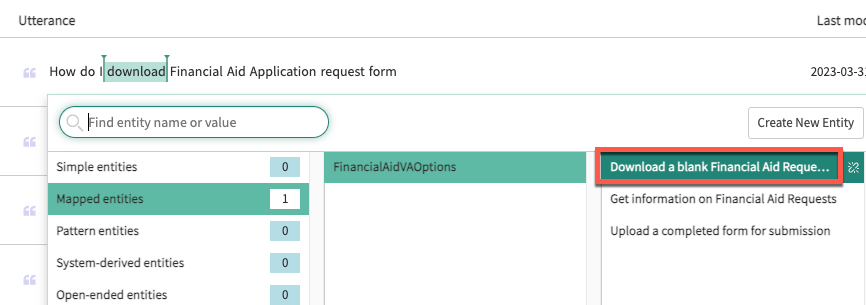 Utterance Last mo
How do I download Financial Aid Application request form 2023-03-31
Find entity name or value Create New Entity
Simple entities 0 FinancialAidVAOptions Download a blank Financial Aid Reque...
Mapped entities 1 Get information on Financial Aid Requests
Pattern entities 0 Upload a completed form for submission
System-derived entities 0
Open-ended entities 0